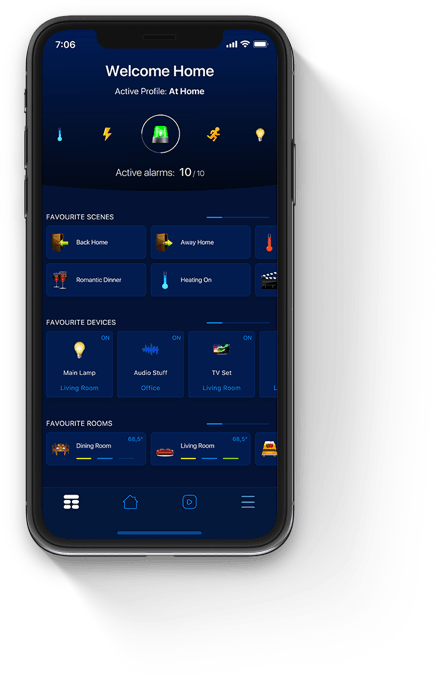 7:06
Welcome Home
Active Profile: At Home
Active alarms: 10 / 10
FAVOURITE SCENES
Back Home
Away Home
Romantic Dinner
Heating On
FAVOURITE DEVICES
ON ON ON
Main Lamp Audio Stuff TV Set
Living Room Office Living Room L
FAVOURITE ROOMS
Dining Room 68,5°
Living Room 68,5°